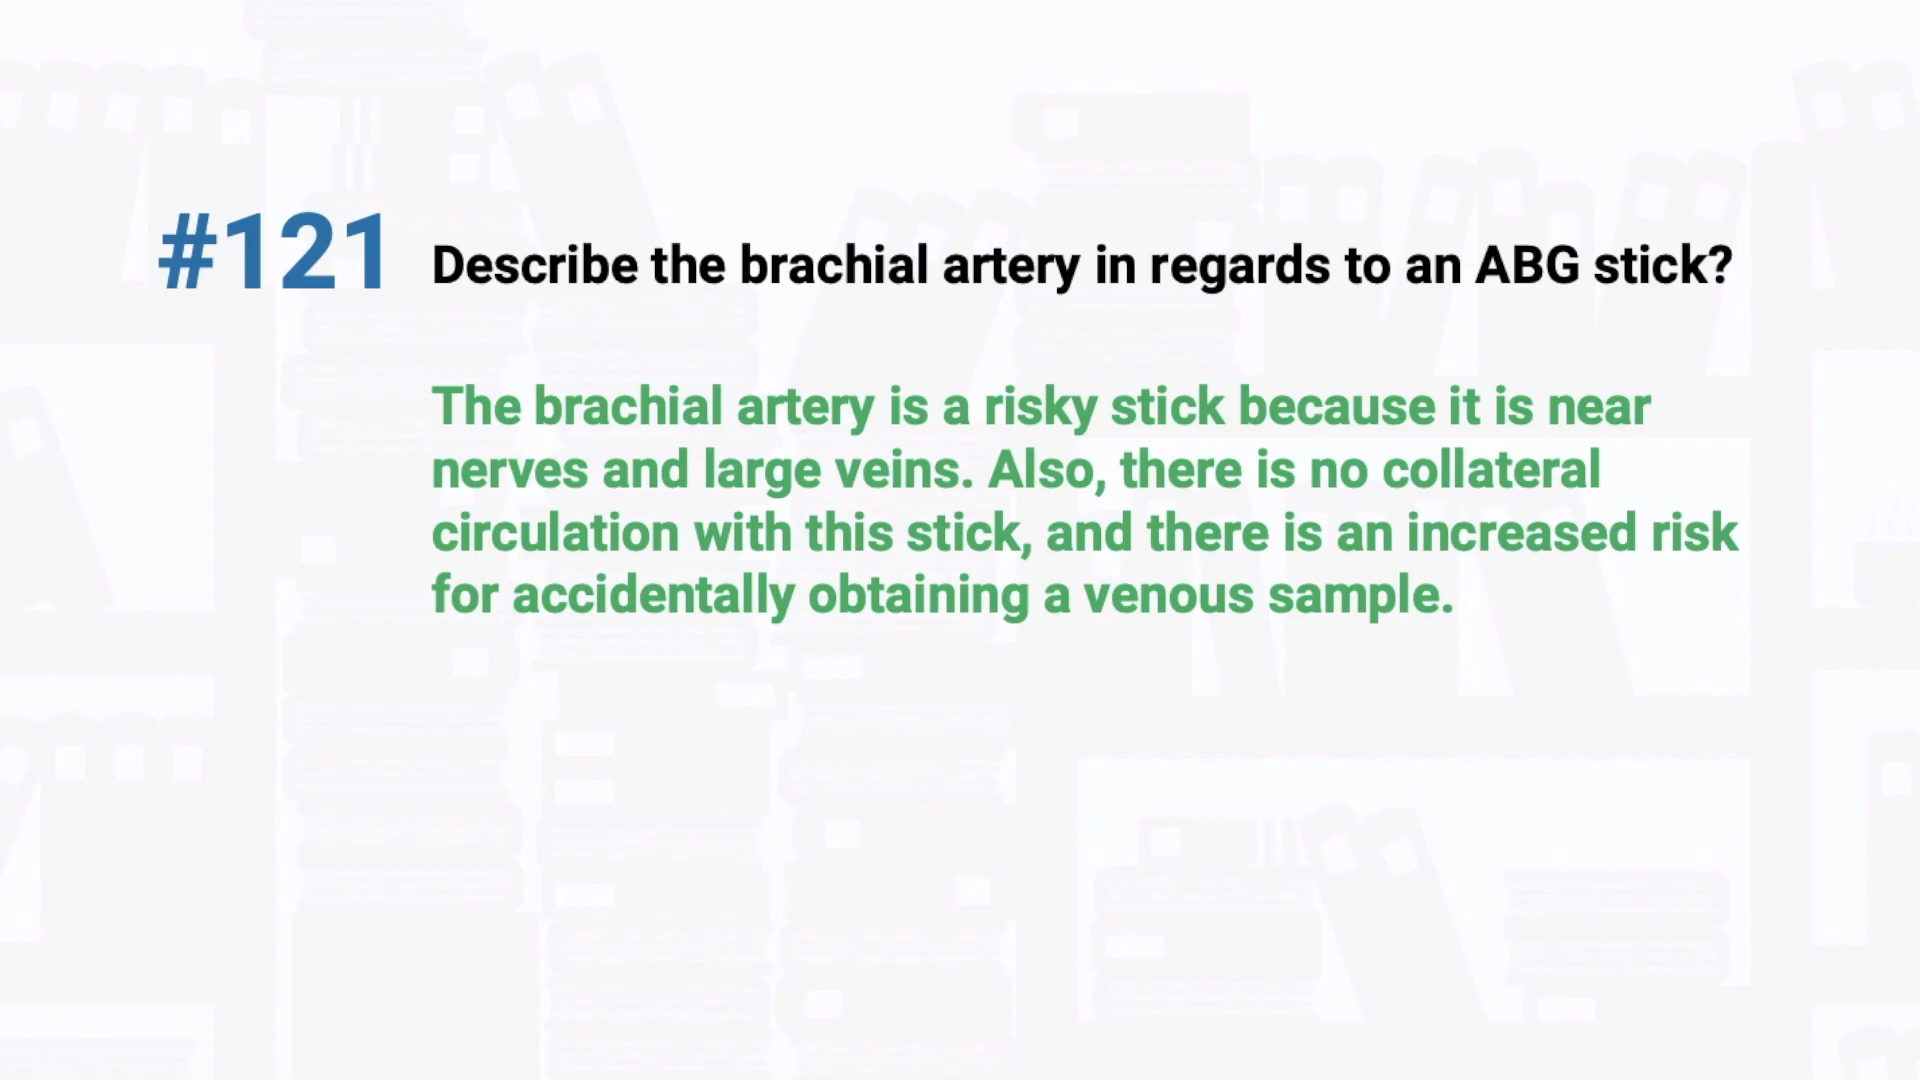 #121 Describe the brachial artery in regards to an ABG stick?
The brachial artery is a risky stick because it is near
nerves and large veins. Also, there is no collateral
circulation with this stick, and there is an increased risk
for accidentally obtaining a venous sample.